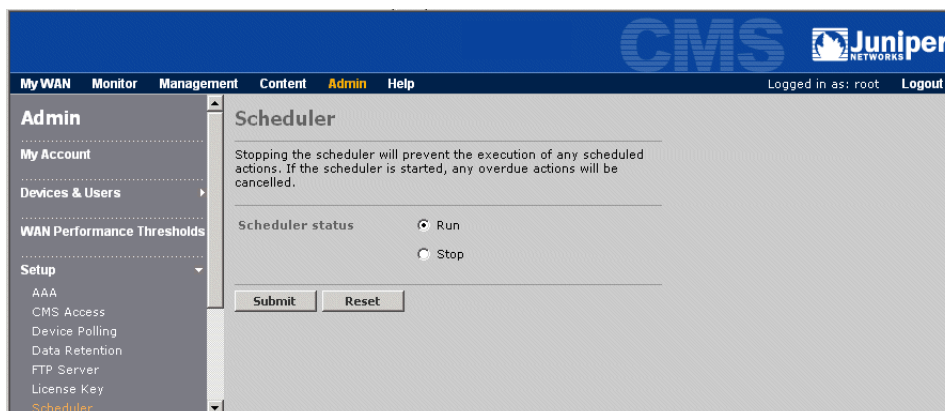 CMS
Juniper
NETWORKS
My WAN Monitor Management Content Admin Help Logged in as: root Logout
Admin
My Account
Devices & Users
WAN Performance Thresholds
Setup
AAA
CMS Access
Device Polling
Data Retention
FTP Server
License Key
Scheduler
Scheduler
Stopping the scheduler will prevent the execution of any scheduled
actions. If the scheduler is started, any overdue actions will be
cancelled.
Scheduler status
Run
Stop
Submit Reset